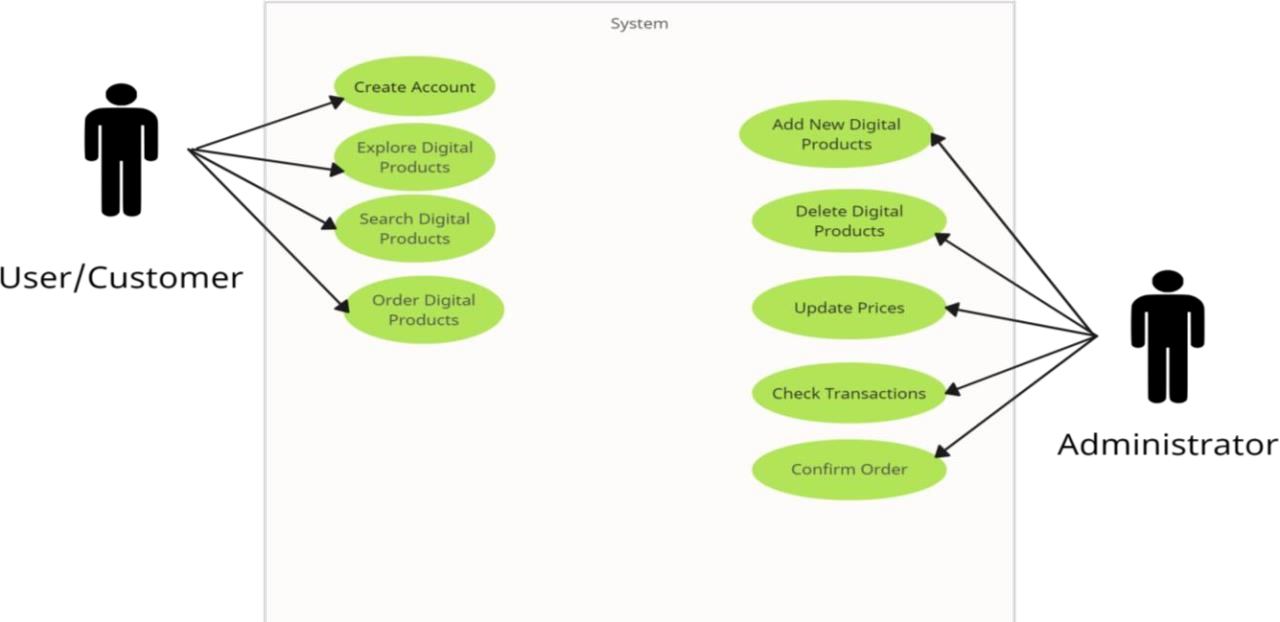 System
Create Account
Explore Digital
Products
Search Digital
Products
Order Digital
Products
User/Customer
Add New Digital
Products
Delete Digital
Products
Update Prices
Check Transactions
Confirm Order
Administrator